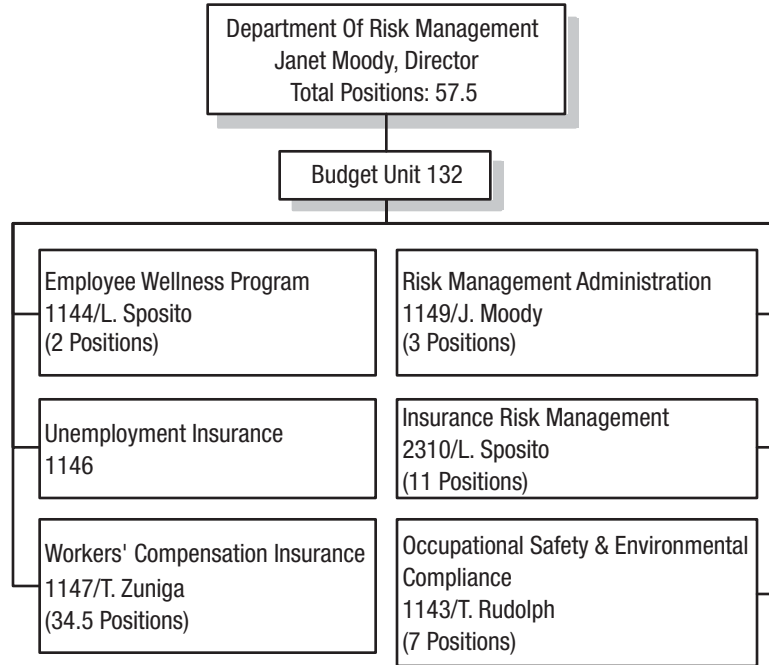 Department Of Risk Management
Janet Moody, Director
Total Positions: 57.5
Budget Unit 132
Employee Wellness Program
1144/L. Sposito
(2 Positions)
Risk Management Administration
1149/J. Moody
(3 Positions)
Unemployment Insurance
1146
Insurance Risk Management
2310/L. Sposito
(11 Positions)
Workers' Compensation Insurance
1147/T. Zuniga
(34.5 Positions)
Occupational Safety & Environmental
Compliance
1143/T. Rudolph
(7 Positions)